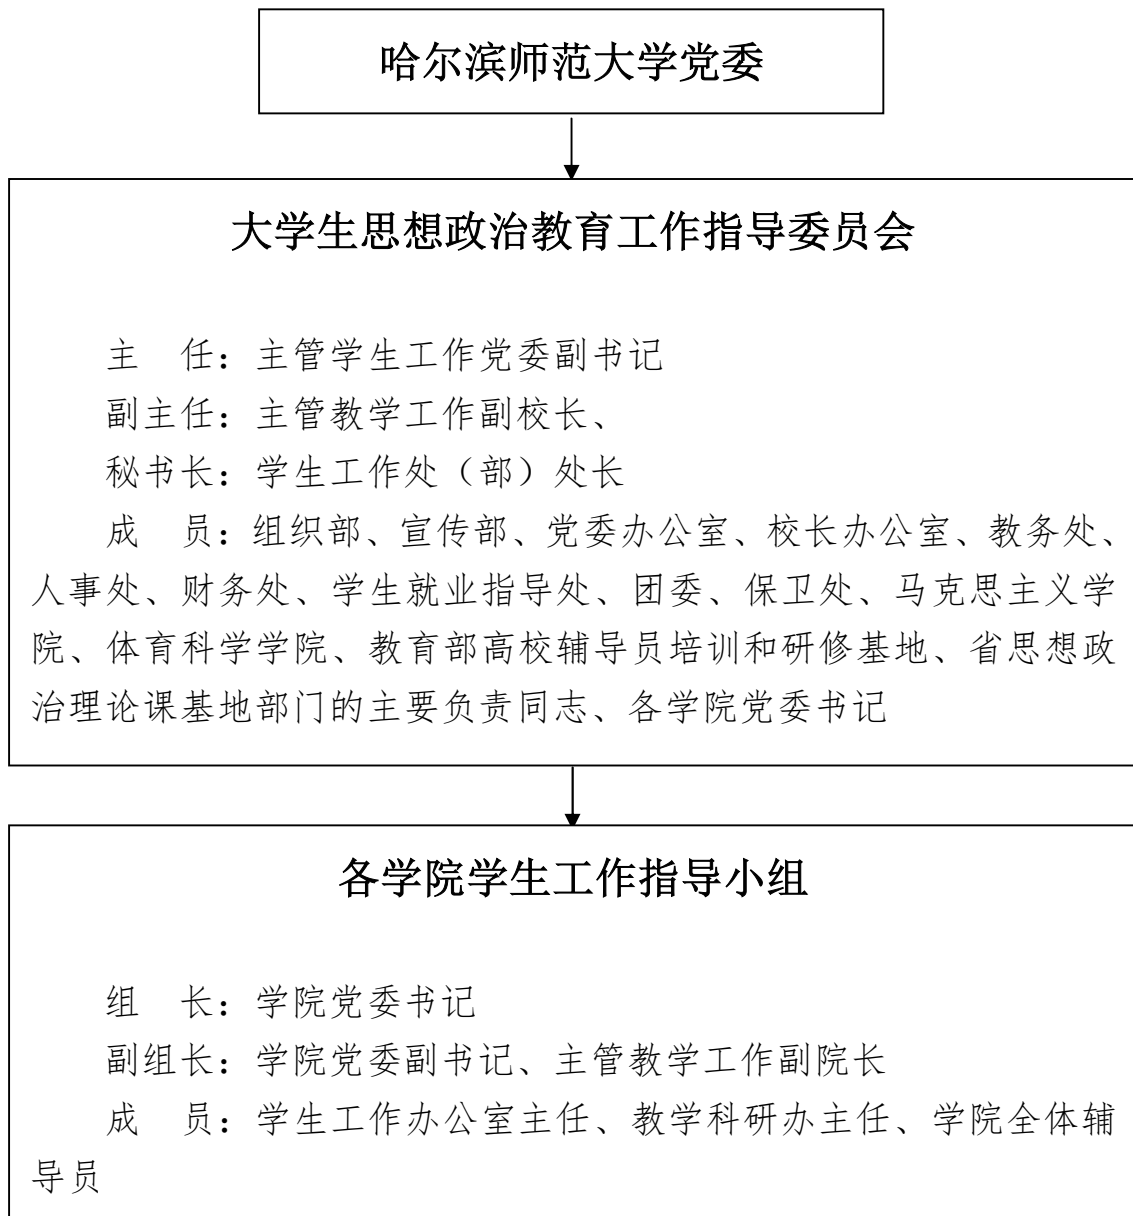 哈尔滨师范大学党委
大学生思想政治教育工作指导委员会
主　任：主管学生工作党委副书记
副主任：主管教学工作副校长、
秘书长：学生工作处（部）处长
成　员：组织部、宣传部、党委办公室、校长办公室、教务处、
人事处、财务处、学生就业指导处、团委、保卫处、马克思主义学
院、体育科学学院、教育部高校辅导员培训和研修基地、省思想政
治理论课基地部门的主要负责同志、各学院党委书记
各学院学生工作指导小组
组　长：学院党委书记
副组长：学院党委副书记、主管教学工作副院长
成　员：学生工作办公室主任、教学科研办主任、学院全体辅
导员